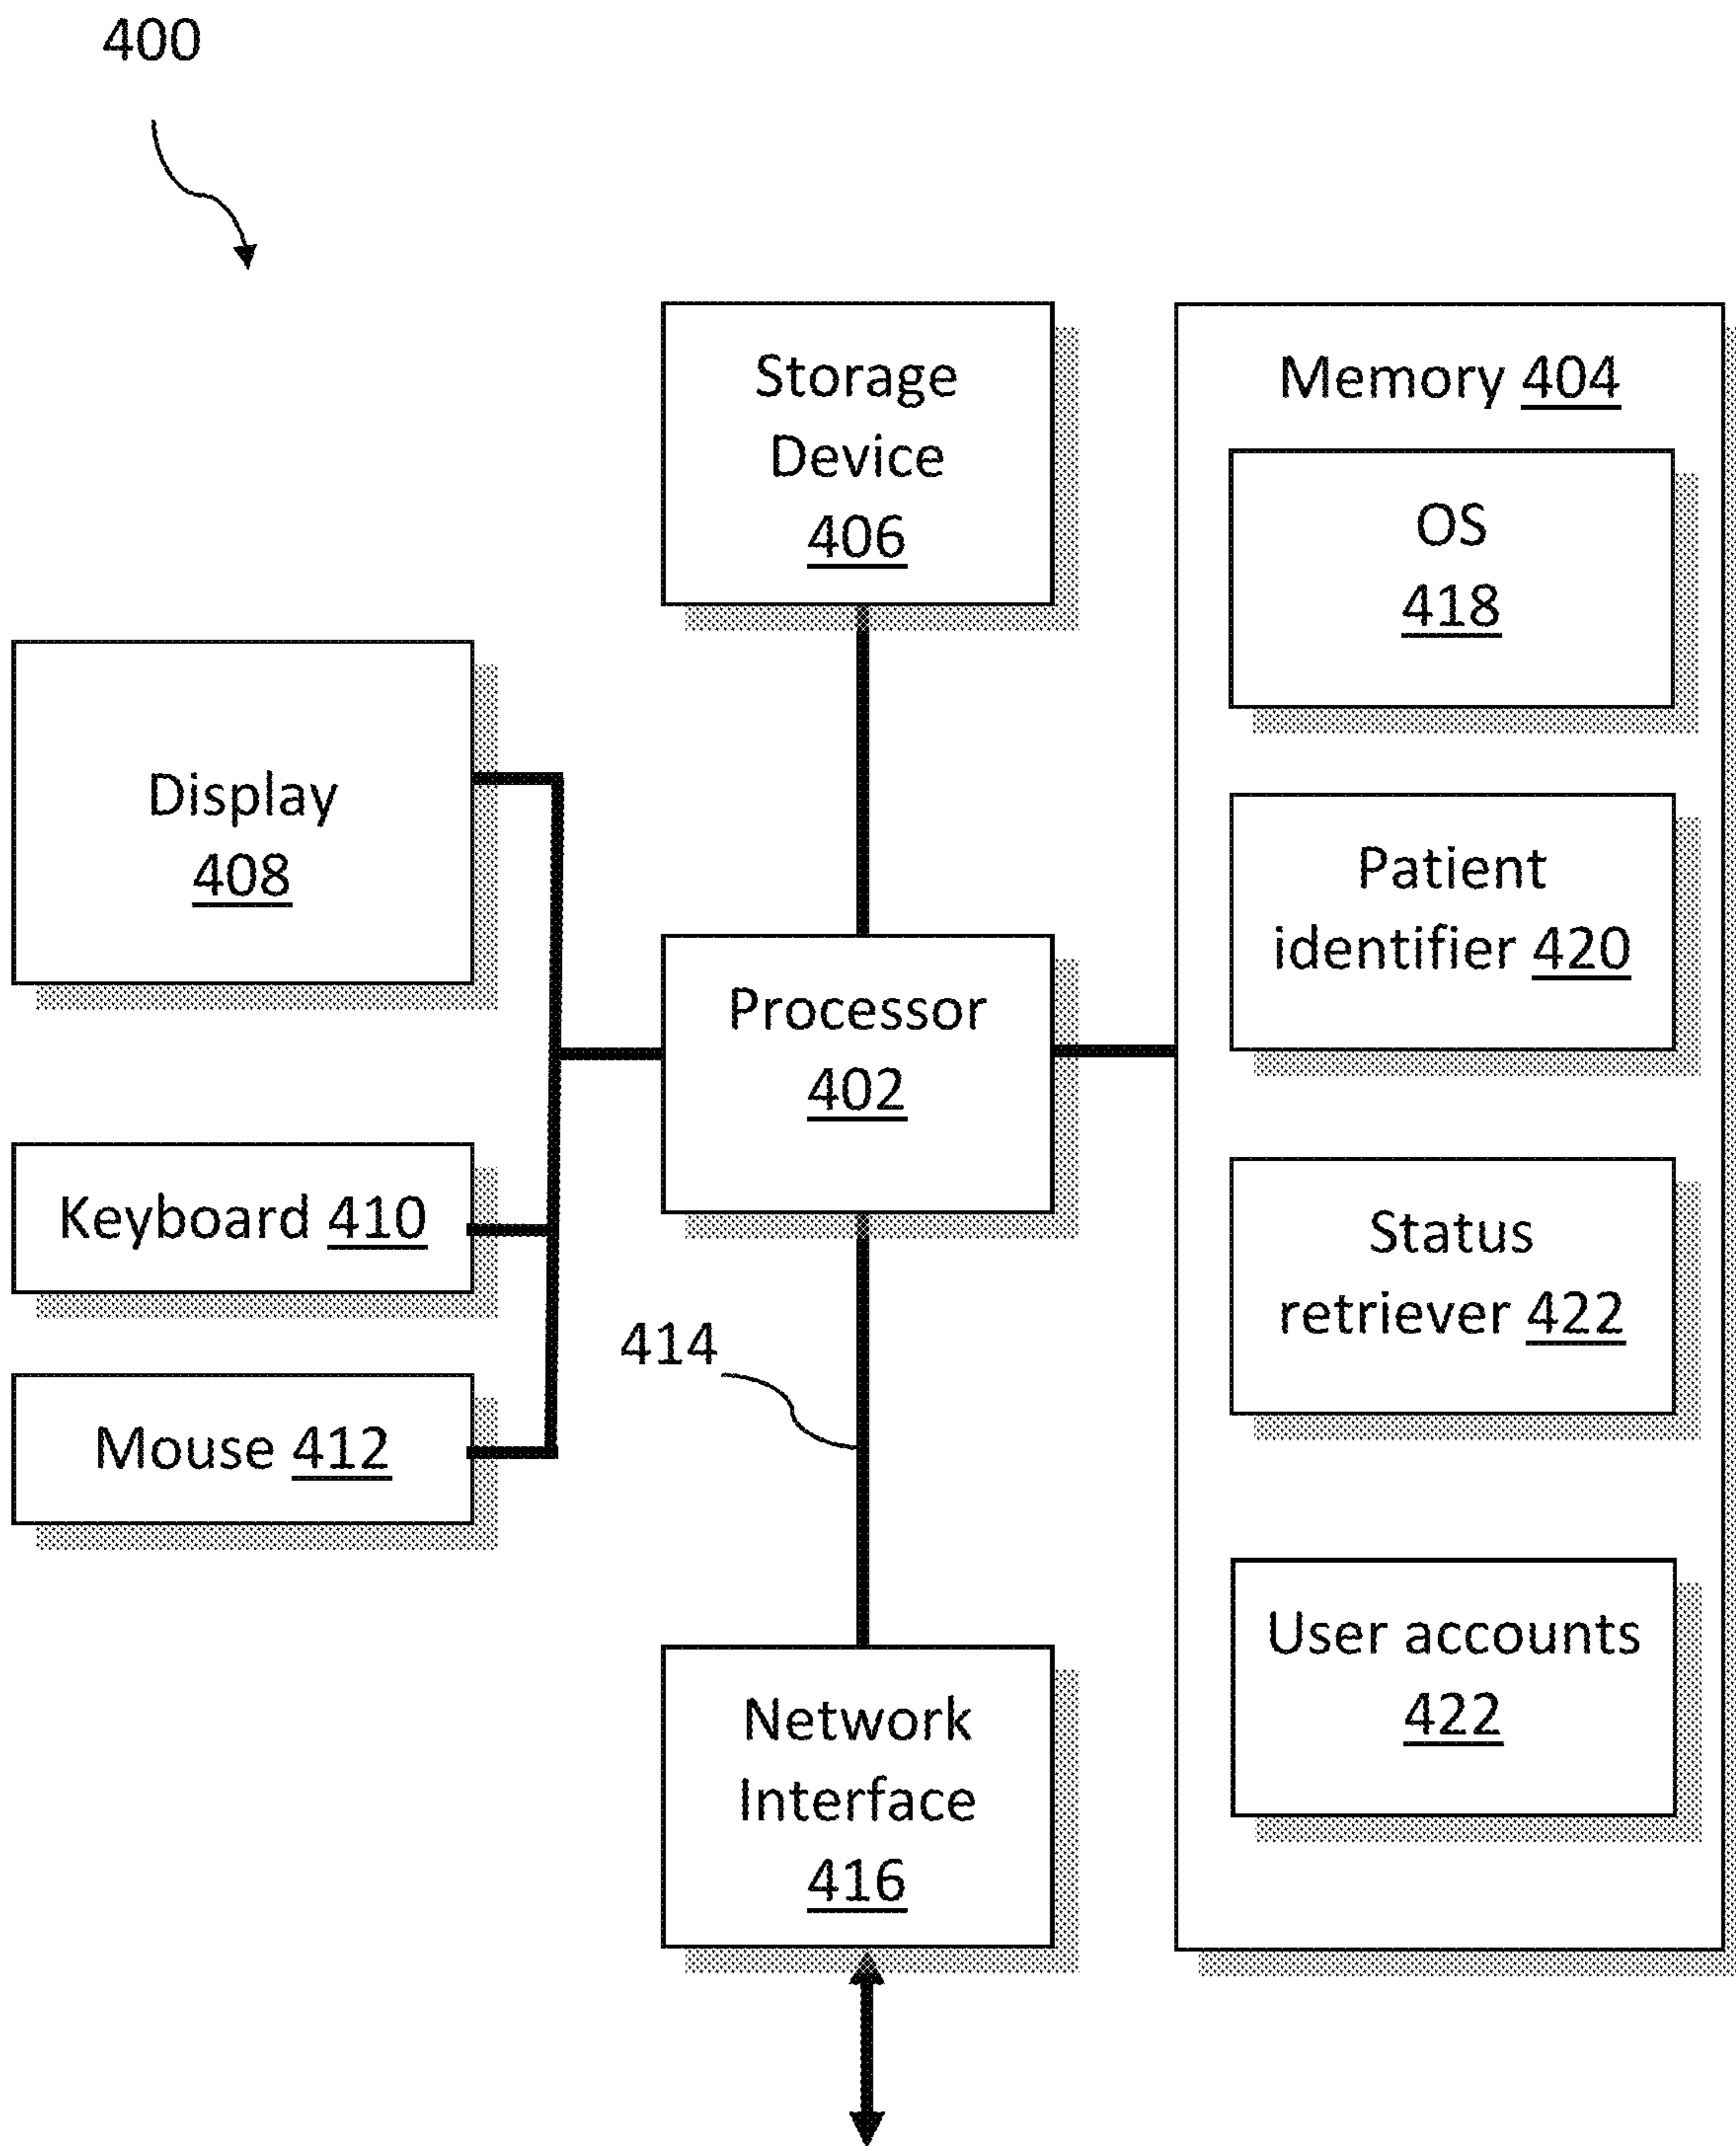 400
Storage
Device
406
Memory 404
OS
418
Display
408
Patient
identifier 420
Processor
402
Keyboard 410
Status
retriever 422
414
Mouse 412
User accounts
422
Network
Interface
416